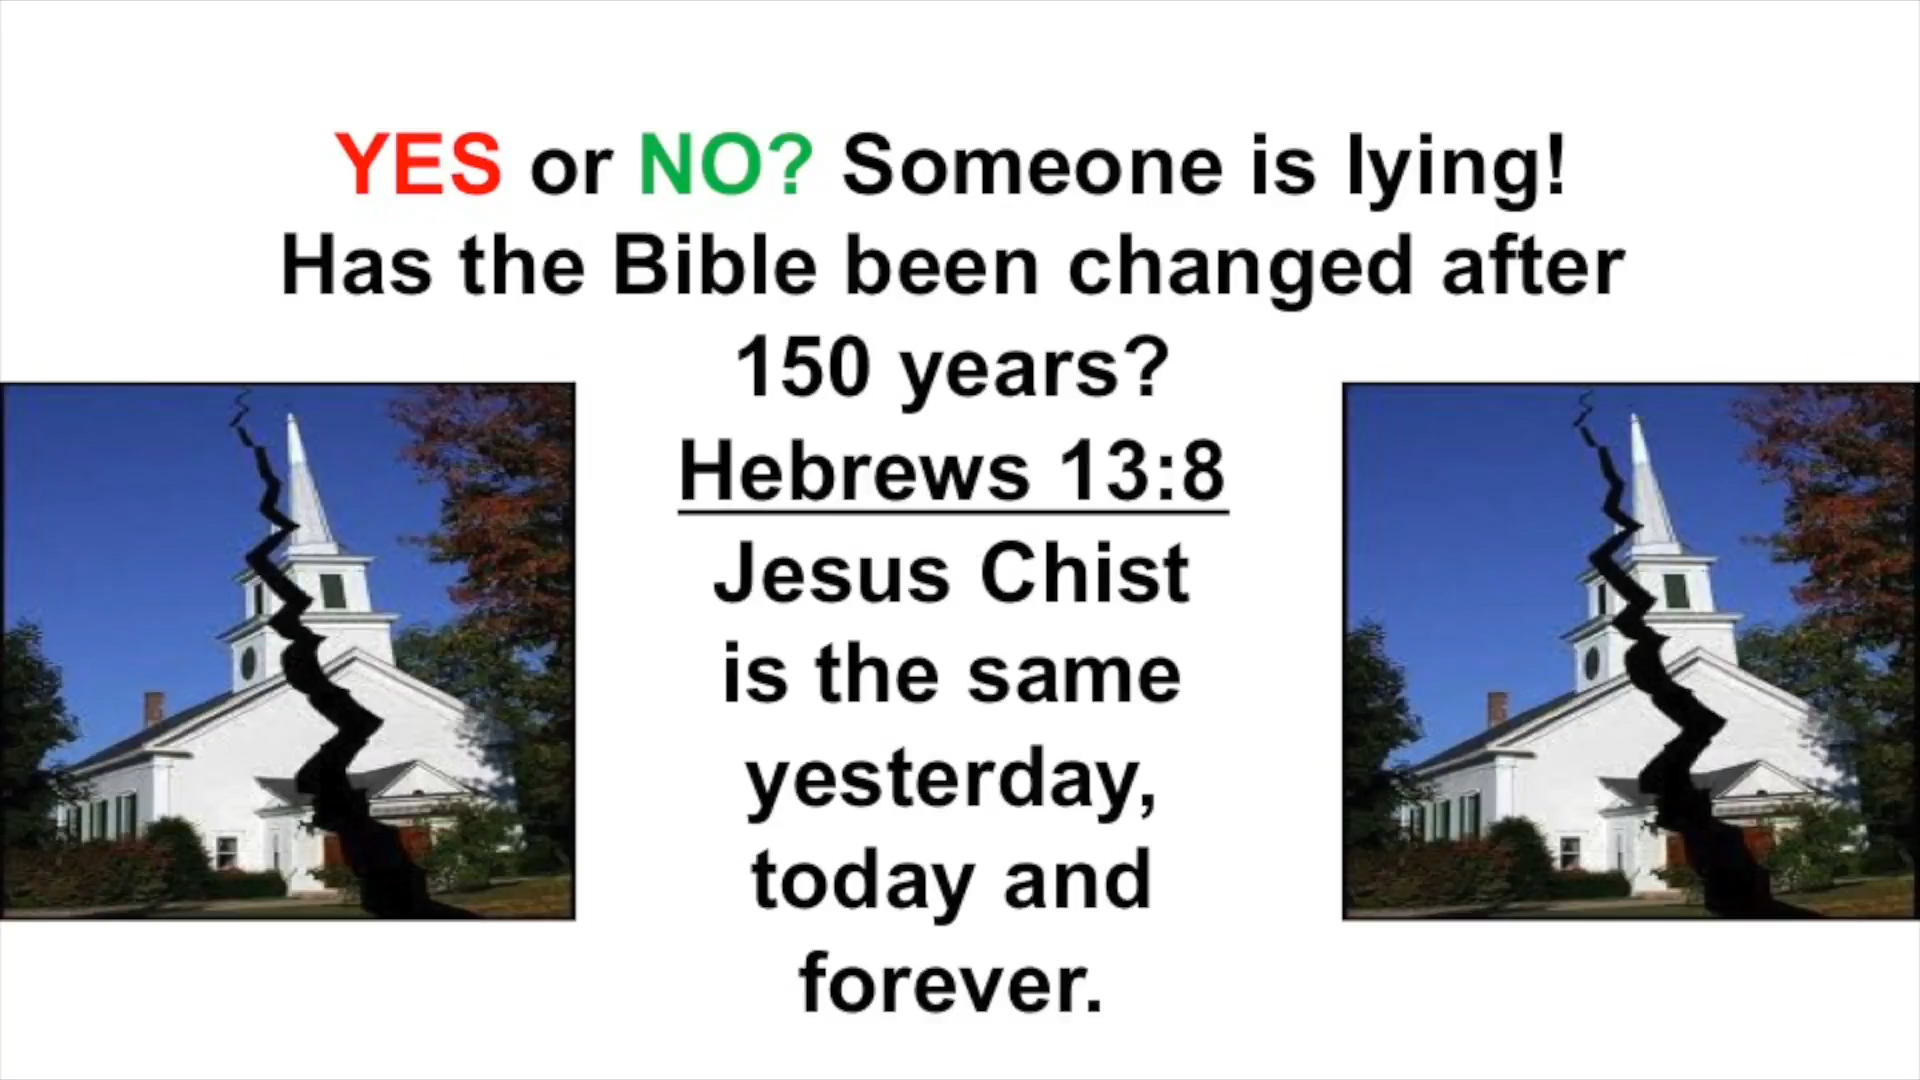 YES or NO? Someone is lying!
Has the Bible been changed after
150 years?
Hebrews 13:8
Jesus Chist
is the same
yesterday,
today and
forever.